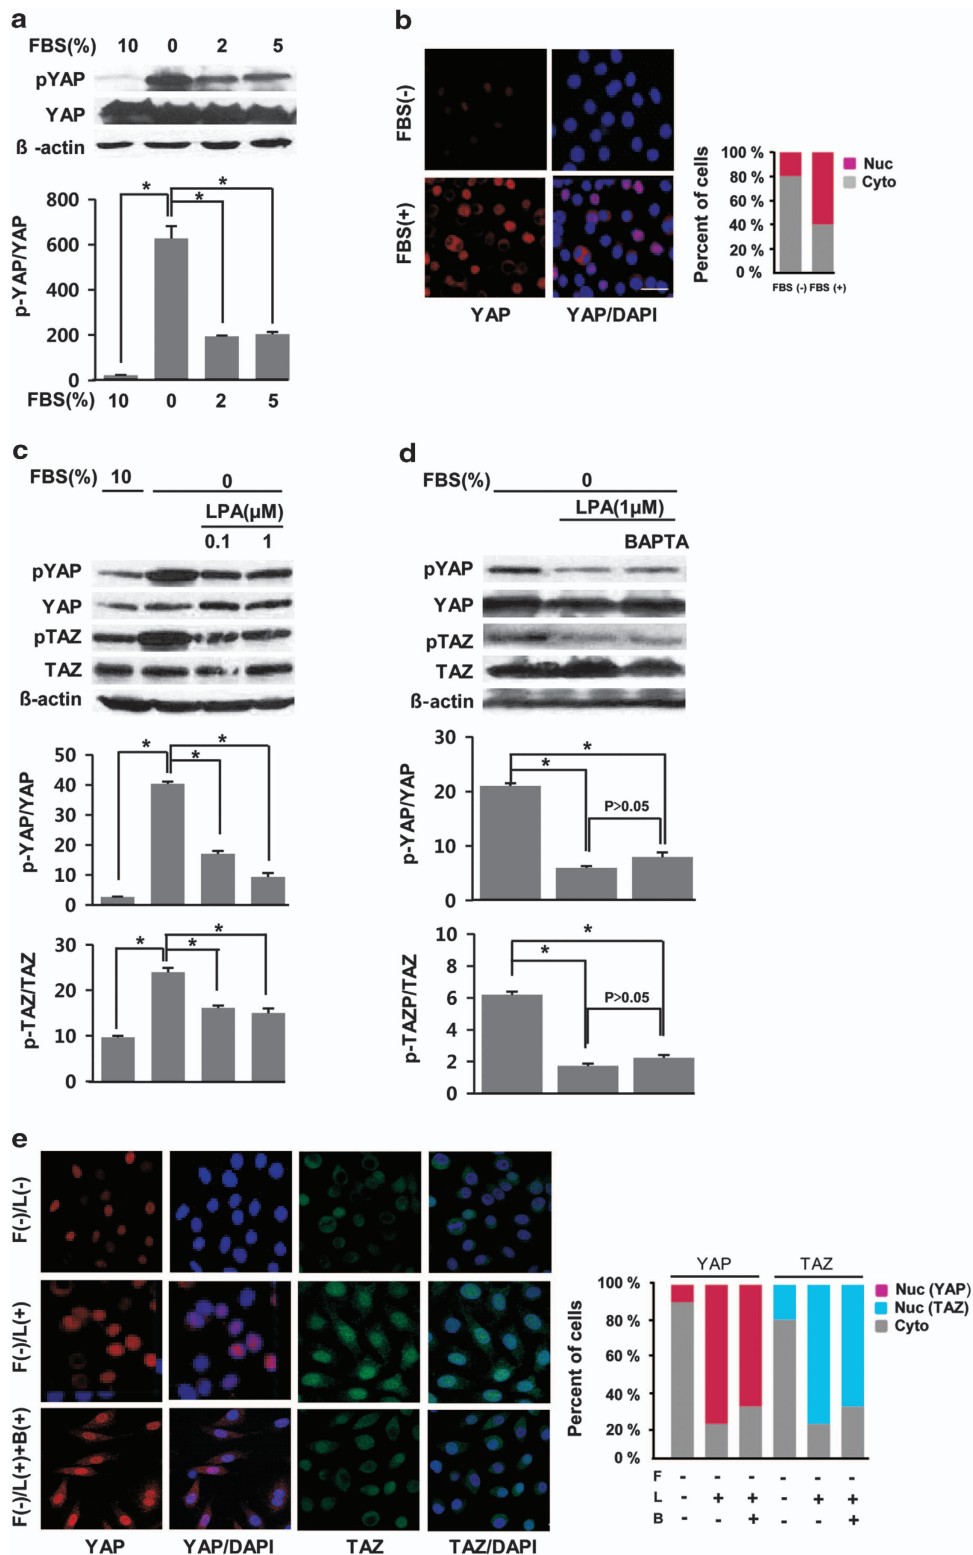 a
FBS(%) 10 0 2 5
pYAP
YAP
ß -actin
800
600
400
200
0
p-YAP/YAP
* * *
FBS(%) 10 0 2 5
b
FBS(-)
FBS(+)
YAP YAP/DAPI
Percent of cells
100 %
80 %
60 %
40 %
20 %
0 %
FBS (-) FBS (+)
Nuc
Cyto
c
FBS(%) 10 0
LPA(µM)
0.1 1
pYAP
YAP
pTAZ
TAZ
ß-actin
50
40
30
20
10
0
p-YAP/YAP
* * *
30
20
10
0
p-TAZ/TAZ
* * *
d
FBS(%) 0
LPA(1µM)
BAPTA
pYAP
YAP
pTAZ
TAZ
ß-actin
30
20
10
0
p-YAP/YAP
*
*
P>0.05
10
8
6
4
2
0
p-TAZP/TAZ
*
*
P>0.05
e
F(-)/L(-)
F(-)/L(+)
F(-)/L(+)+B(+)
YAP YAP/DAPI TAZ TAZ/DAPI
YAP TAZ
Percent of cells
100 %
80 %
60 %
40 %
20 %
0 %
Nuc (YAP)
Nuc (TAZ)
Cyto
F - - - - - -
L - + + - + +
B - - + - - +